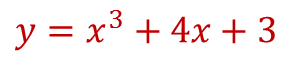 y = x³ + 4x + 3